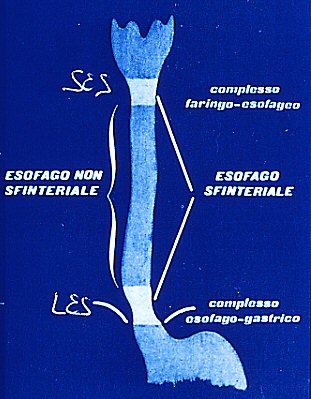 SES
complesso
faringo-esofageo
ESOFAGO NON
SFINTERIALE
ESOFAGO
SFINTERIALE
LES
complesso
esofago-gastrico